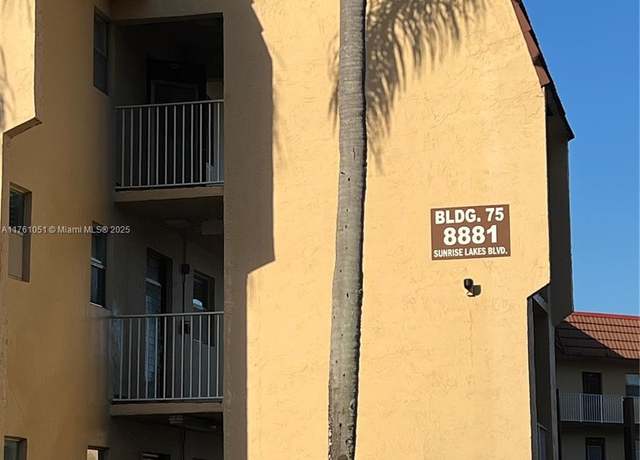 A11761051 © Miami MLS® 2025
BLDG. 75
8881
SUNRISE LAKES BLVD.